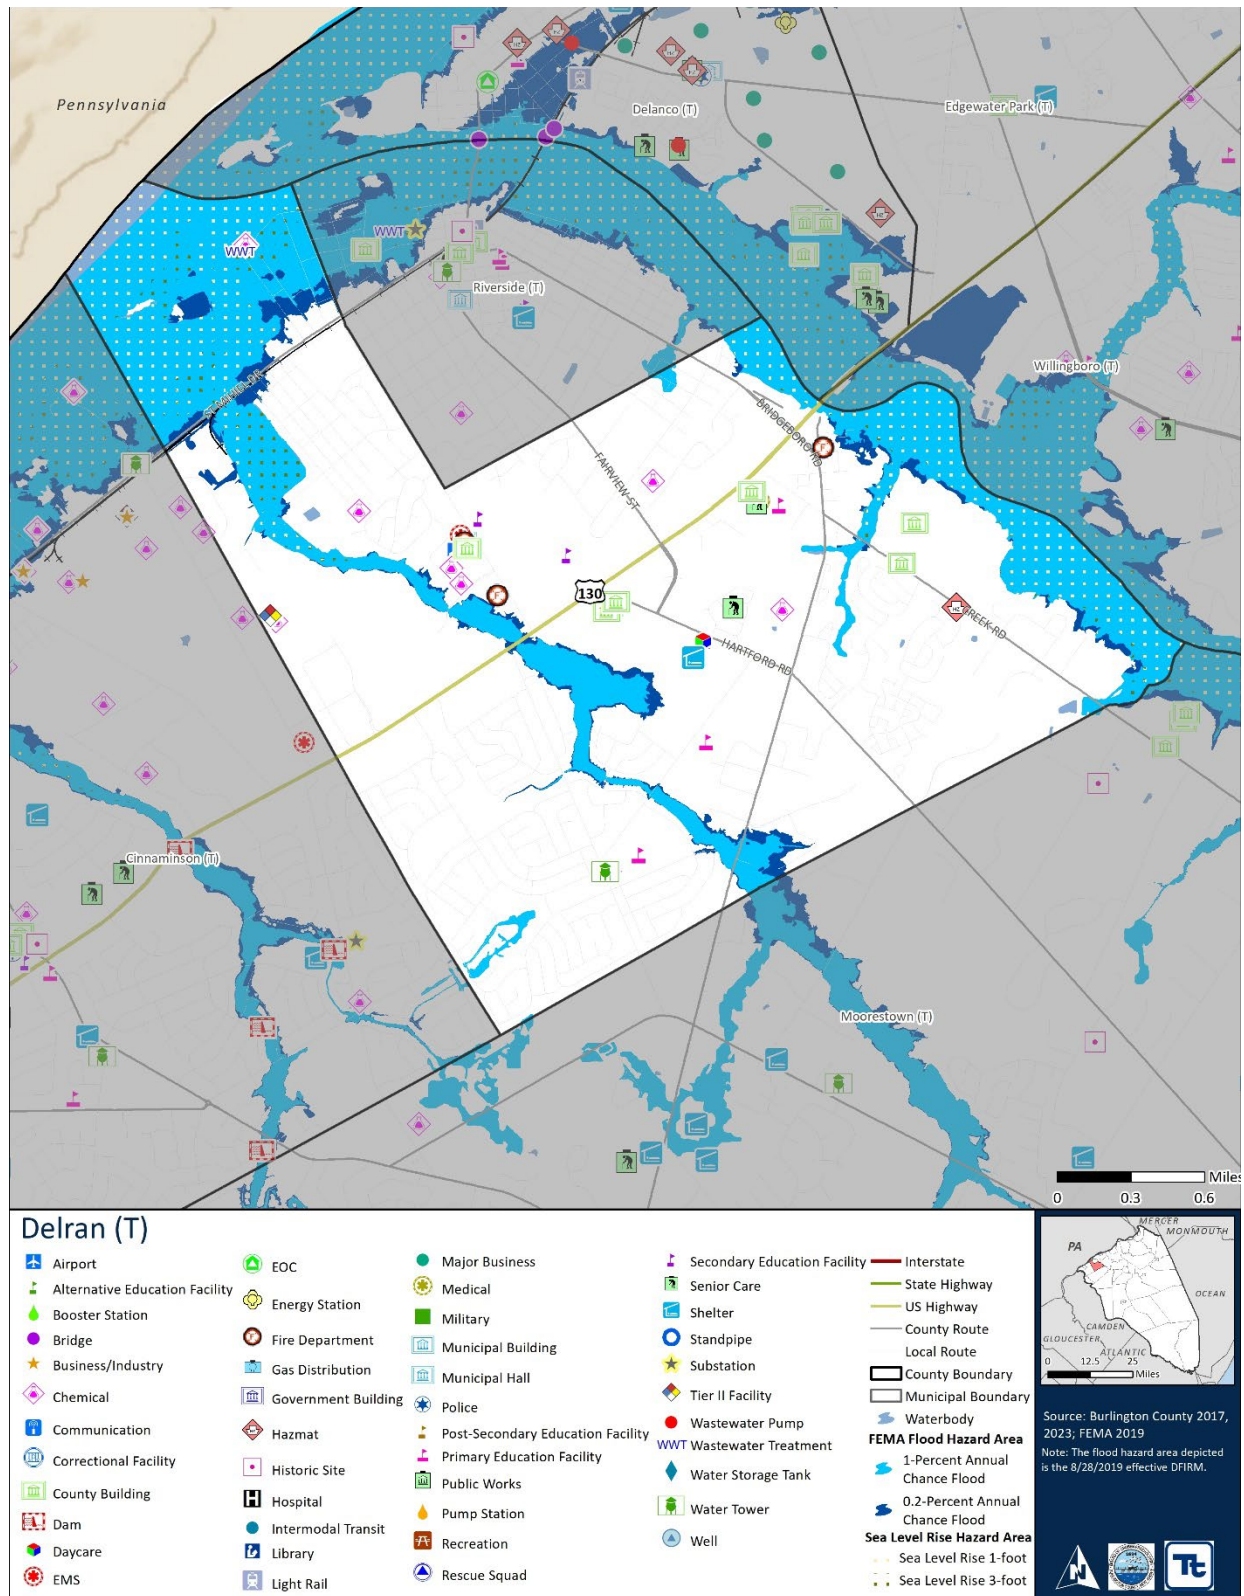 Pennsylvania
Delanco (T)
Edgewater Park (T)
WWT
WWT
Riverside (T)
Willingboro (T)
ST MIHIEL DR
BRIDGEBORO RD
FAIRVIEW ST
130
CREEK RD
HARTFORD RD
Cinnaminson (T)
Moorestown (T)
Miles
0 0.3 0.6
Delran (T)
Airport
Alternative Education Facility
Booster Station
Bridge
Business/Industry
Chemical
Communication
Correctional Facility
County Building
Dam
Daycare
EMS
EOC
Energy Station
Fire Department
Gas Distribution
Government Building
Hazmat
Historic Site
Hospital
Intermodal Transit
Library
Light Rail
Major Business
Medical
Military
Municipal Building
Municipal Hall
Police
Post-Secondary Education Facility
Primary Education Facility
Public Works
Pump Station
Recreation
Rescue Squad
Secondary Education Facility
Senior Care
Shelter
Standpipe
Substation
Tier II Facility
Wastewater Pump
WWT Wastewater Treatment
Water Storage Tank
Water Tower
Well
Interstate
State Highway
US Highway
County Route
Local Route
County Boundary
Municipal Boundary
Waterbody
FEMA Flood Hazard Area
1-Percent Annual
Chance Flood
0.2-Percent Annual
Chance Flood
Sea Level Rise Hazard Area
Sea Level Rise 1-foot
Sea Level Rise 3-foot
MERCER
MONMOUTH
PA
OCEAN
CAMDEN
GLOUCESTER
ATLANTIC
0 12.5 25
Miles
Source: Burlington County 2017,
2023; FEMA 2019
Note: The flood hazard area depicted
is the 8/28/2019 effective DFIRM.
N
Tt